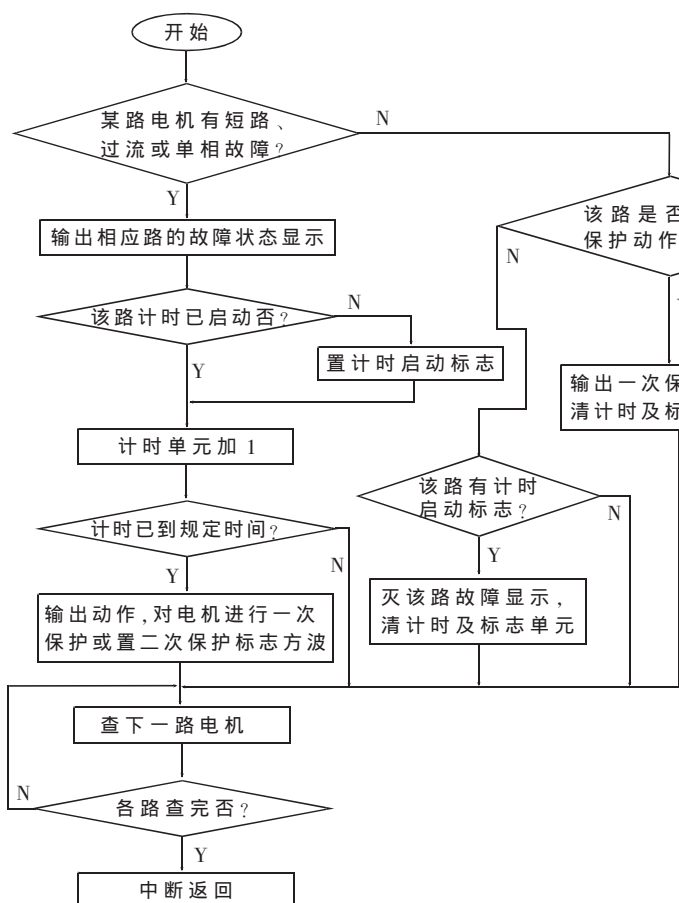 开始
某路电机有短路、
过流或单相故障?
N
Y
输出相应路的故障状态显示
该路是否
保护动作
N
该路计时已启动否?
N
Y
置计时启动标志
输出一次保
清计时及标
计时单元加 1
该路有计时
启动标志?
N
Y
计时已到规定时间?
N
Y
灭该路故障显示,
清计时及标志单元
输出动作,对电机进行一次
保护或置二次保护标志方波
查下一路电机
N
各路查完否?
Y
中断返回